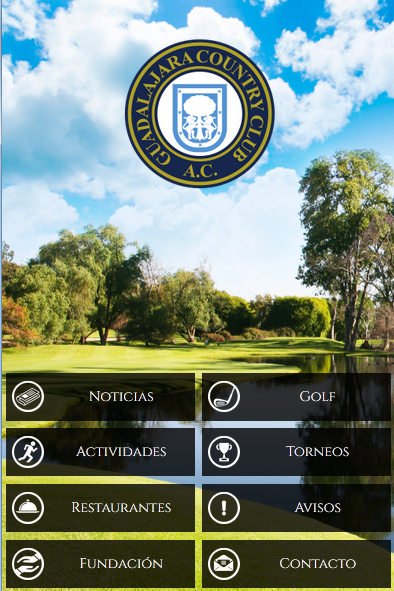 GUADALAJARA COUNTRY CLUB
A.C.
Noticias
Golf
Actividades
Torneos
Restaurantes
Avisos
Fundación
Contacto